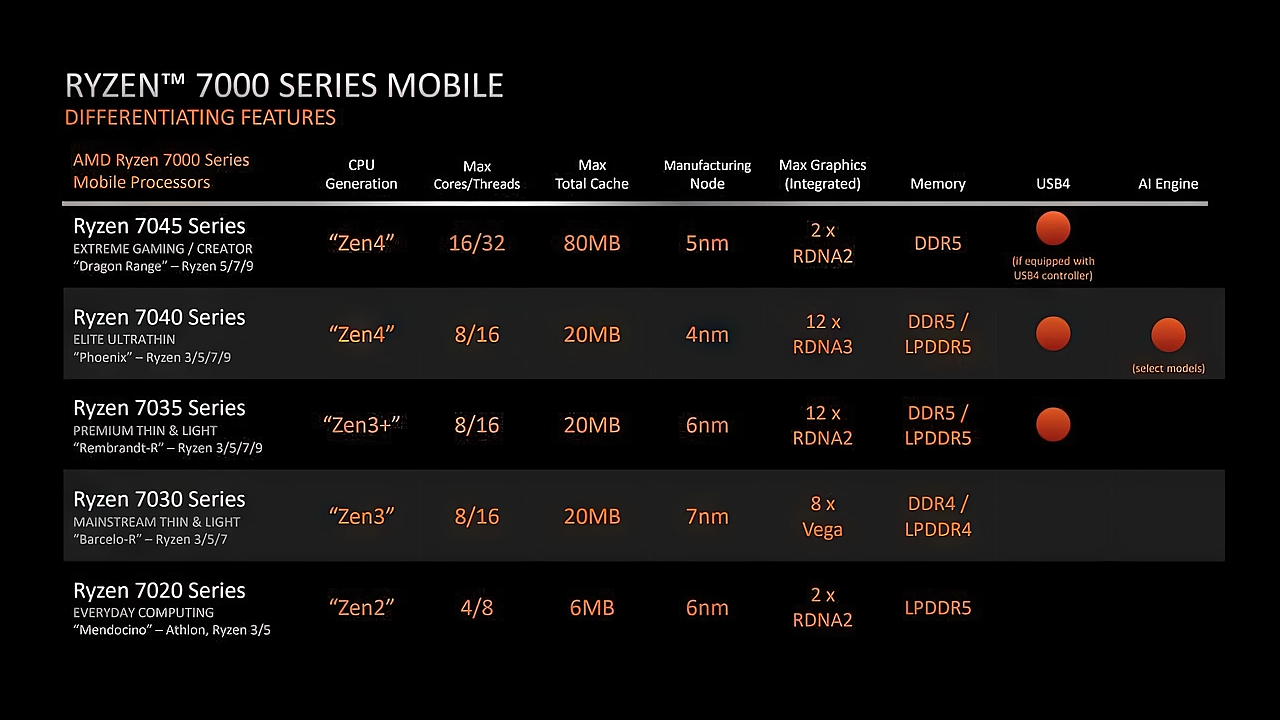 RYZEN™ 7000 SERIES MOBILE
DIFFERENTIATING FEATURES
AMD Ryzen 7000 Series
Mobile Processors
CPU
Generation
Max
Cores/Threads
Max
Total Cache
Manufacturing
Node
Max Graphics
(Integrated)
Memory
USB4
AI Engine
Ryzen 7045 Series
EXTREME GAMING / CREATOR
“Dragon Range” – Ryzen 5/7/9
“Zen4”
16/32
80MB
5nm
2 x
RDNA2
DDR5
(if equipped with
USB4 controller)
Ryzen 7040 Series
ELITE ULTRATHIN
“Phoenix” – Ryzen 3/5/7/9
“Zen4”
8/16
20MB
4nm
12 x
RDNA3
DDR5 /
LPDDR5
(select models)
Ryzen 7035 Series
PREMIUM THIN & LIGHT
“Rembrandt-R” – Ryzen 3/5/7/9
“Zen3+”
8/16
20MB
6nm
12 x
RDNA2
DDR5 /
LPDDR5
Ryzen 7030 Series
MAINSTREAM THIN & LIGHT
“Barcelo-R” – Ryzen 3/5/7
“Zen3”
8/16
20MB
7nm
8 x
Vega
DDR4 /
LPDDR4
Ryzen 7020 Series
EVERYDAY COMPUTING
“Mendocino” – Athlon, Ryzen 3/5
“Zen2”
4/8
6MB
6nm
2 x
RDNA2
LPDDR5